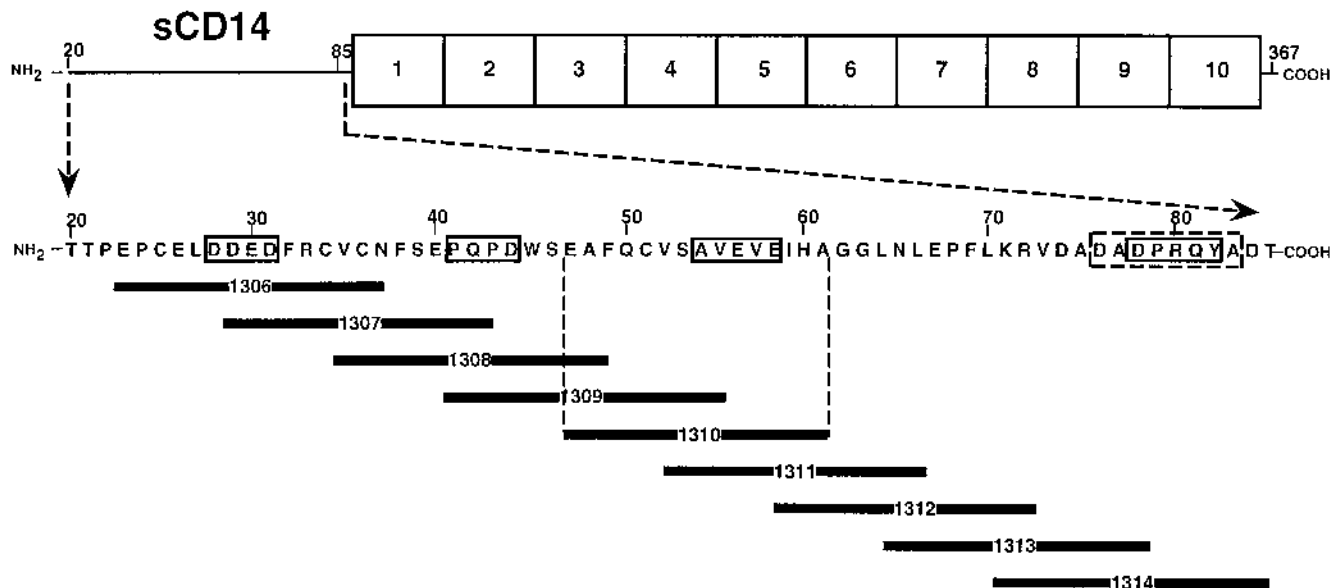 sCD14
20 85 367
NH2 1 2 3 4 5 6 7 8 9 10 COOH
20 30 40 50 60 70 80
NH2 TTPEPCELDDEDFRCVCNFSEPQPDWSEAFQCVSAVEVEIHAGGLNLEPFLKRVDADADPRQYADT-COOH
1306
1307
1308
1309
1310
1311
1312
1313
1314